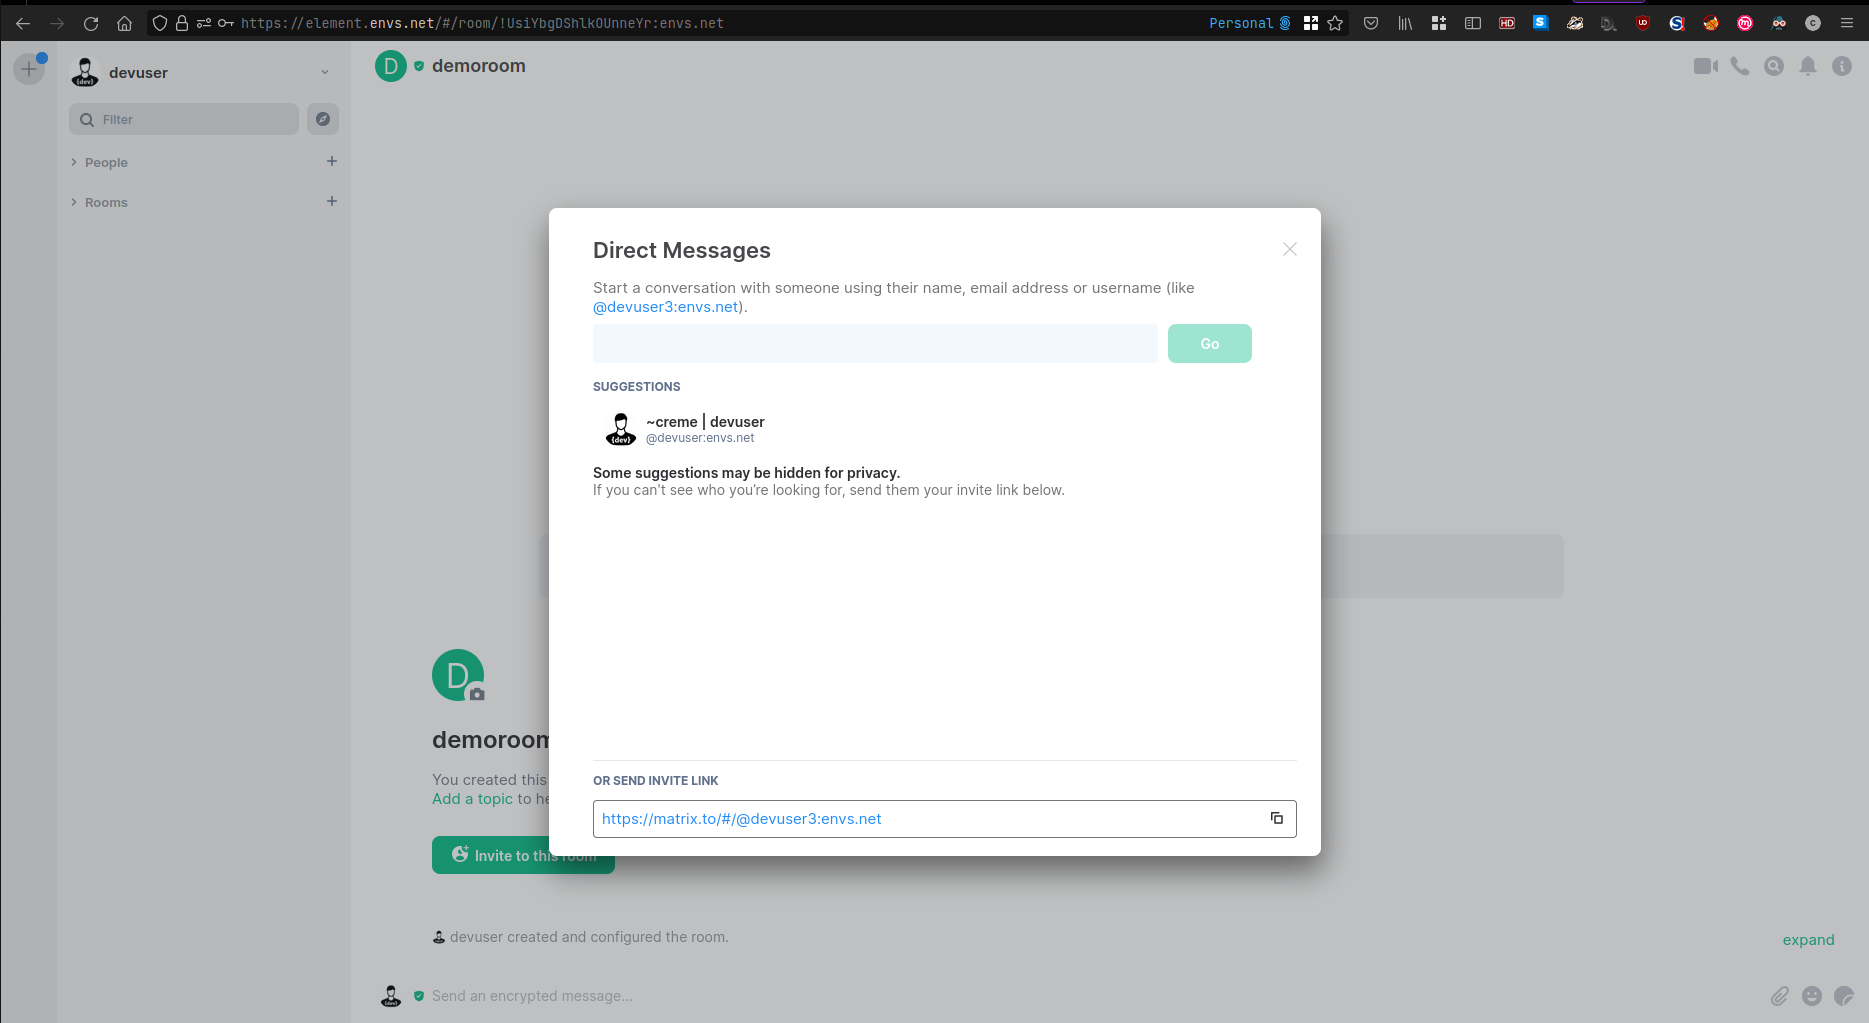 https://element.envs.net/#/room/!UsiYbgDShlkOUnneYr:envs.net
Personal
devuser
Filter
People
Rooms
D demoroom
Direct Messages
Start a conversation with someone using their name, email address or username (like
@devuser3:envs.net).
Go
SUGGESTIONS
~creme | devuser
@devuser:envs.net
Some suggestions may be hidden for privacy.
If you can't see who you're looking for, send them your invite link below.
OR SEND INVITE LINK
https://matrix.to/#/@devuser3:envs.net
D
demoroom
You created this
Add a topic to he
Invite to this room
devuser created and configured the room.
expand
Send an encrypted message…